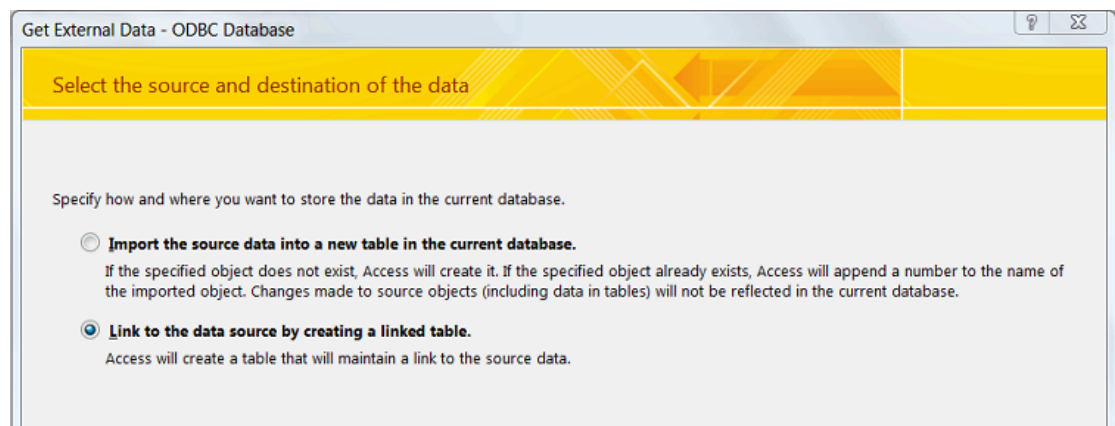 Get External Data - ODBC Database
Select the source and destination of the data
Specify how and where you want to store the data in the current database.
Import the source data into a new table in the current database.
If the specified object does not exist, Access will create it. If the specified object already exists, Access will append a number to the name of
the imported object. Changes made to source objects (including data in tables) will not be reflected in the current database.
Link to the data source by creating a linked table.
Access will create a table that will maintain a link to the source data.